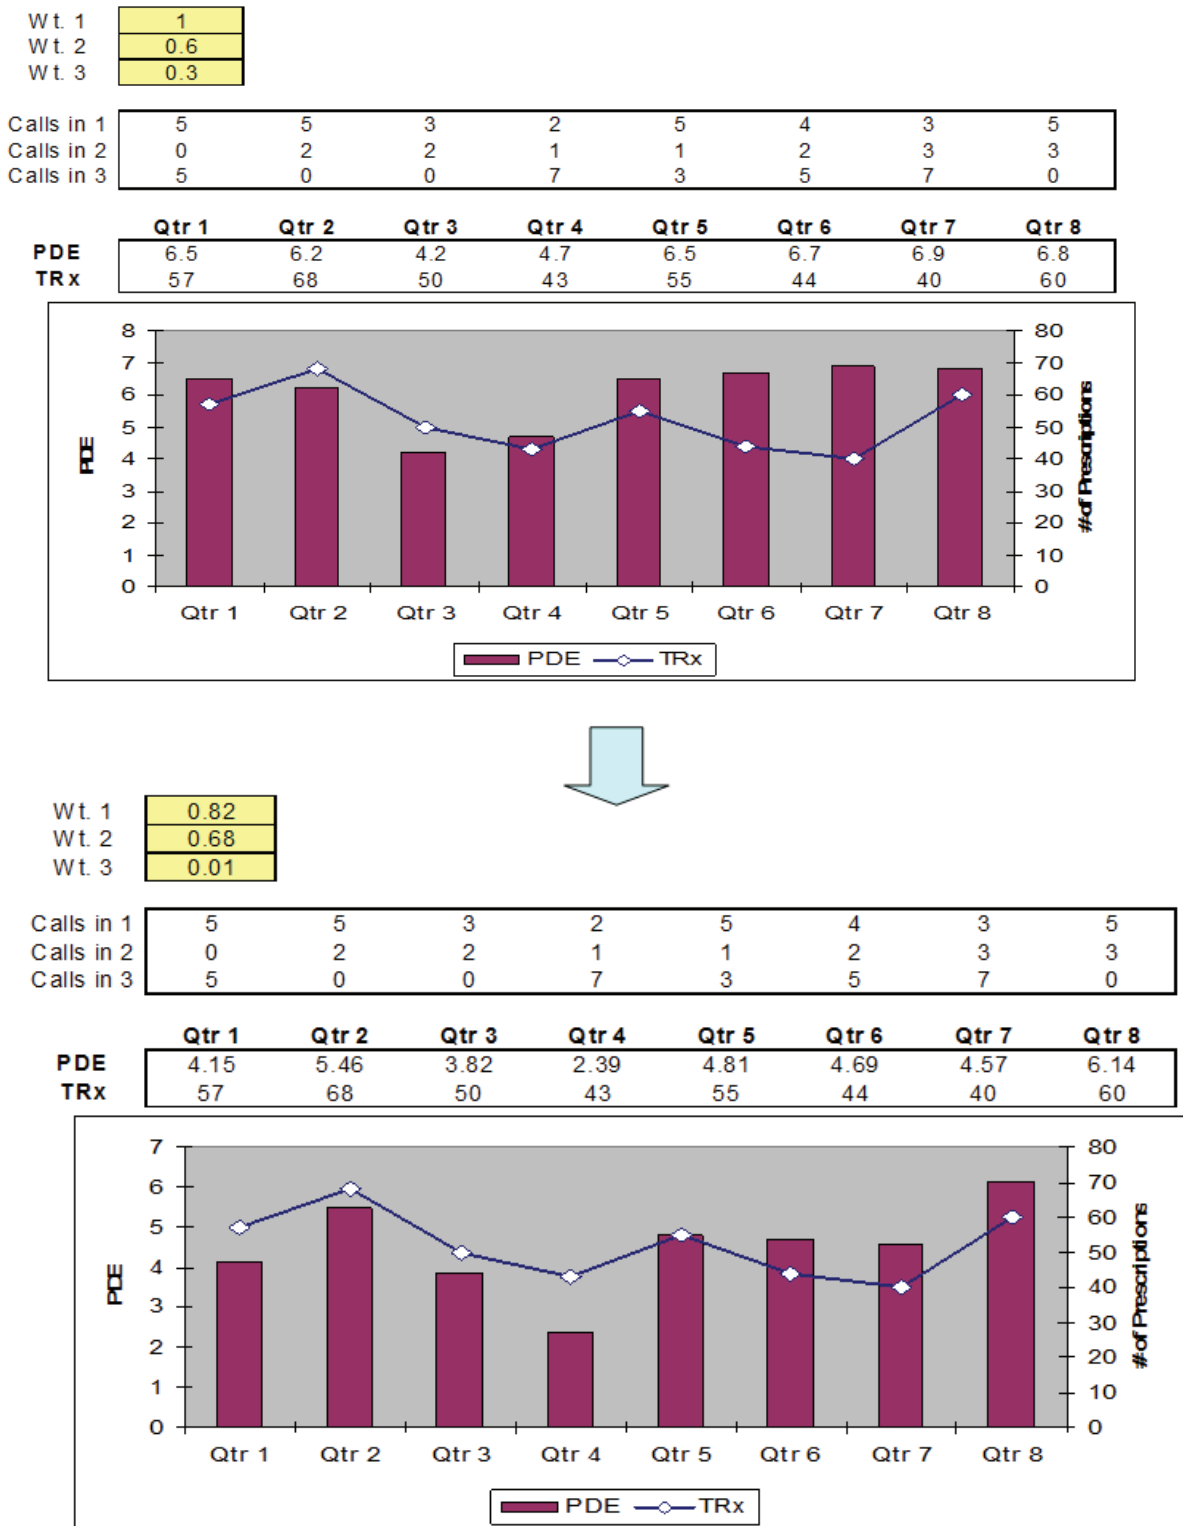 Wt. 1 1
Wt. 2 0.6
Wt. 3 0.3
Calls in 1 5 5 3 2 5 4 3 5
Calls in 2 0 2 2 1 1 2 3 3
Calls in 3 5 0 0 7 3 5 7 0
Qtr 1 Qtr 2 Qtr 3 Qtr 4 Qtr 5 Qtr 6 Qtr 7 Qtr 8
PDE 6.5 6.2 4.2 4.7 6.5 6.7 6.9 6.8
TRx 57 68 50 43 55 44 40 60
8 80
7 70
6 60
5 50
4 40
3 30
2 20
1 10
0 0
PDE
# of Prescriptions
Qtr 1 Qtr 2 Qtr 3 Qtr 4 Qtr 5 Qtr 6 Qtr 7 Qtr 8
PDE TRx
Wt. 1 0.82
Wt. 2 0.68
Wt. 3 0.01
Calls in 1 5 5 3 2 5 4 3 5
Calls in 2 0 2 2 1 1 2 3 3
Calls in 3 5 0 0 7 3 5 7 0
Qtr 1 Qtr 2 Qtr 3 Qtr 4 Qtr 5 Qtr 6 Qtr 7 Qtr 8
PDE 4.15 5.46 3.82 2.39 4.81 4.69 4.57 6.14
TRx 57 68 50 43 55 44 40 60
7 80
6 70
5 60
4 50
3 40
2 30
1 20
0 10
0
PDE
# of Prescriptions
Qtr 1 Qtr 2 Qtr 3 Qtr 4 Qtr 5 Qtr 6 Qtr 7 Qtr 8
PDE TRx